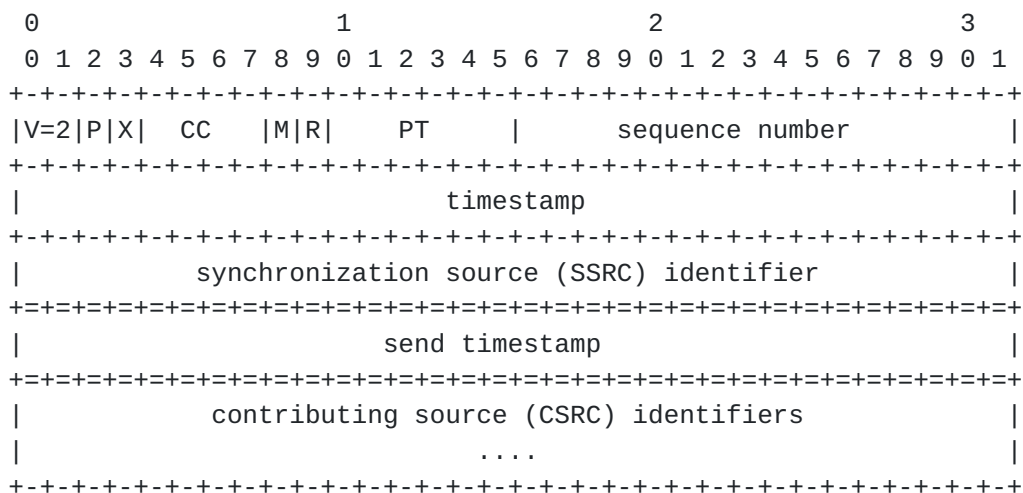 0                   1                   2                   3
 0 1 2 3 4 5 6 7 8 9 0 1 2 3 4 5 6 7 8 9 0 1 2 3 4 5 6 7 8 9 0 1
+-+-+-+-+-+-+-+-+-+-+-+-+-+-+-+-+-+-+-+-+-+-+-+-+-+-+-+-+-+-+-+-+
|V=2|P|X|  CC   |M|R|    PT     |      sequence number          |
+-+-+-+-+-+-+-+-+-+-+-+-+-+-+-+-+-+-+-+-+-+-+-+-+-+-+-+-+-+-+-+-+
|                           timestamp                           |
+-+-+-+-+-+-+-+-+-+-+-+-+-+-+-+-+-+-+-+-+-+-+-+-+-+-+-+-+-+-+-+-+
|           synchronization source (SSRC) identifier            |
+=+=+=+=+=+=+=+=+=+=+=+=+=+=+=+=+=+=+=+=+=+=+=+=+=+=+=+=+=+=+=+=+
|                       send timestamp                          |
+=+=+=+=+=+=+=+=+=+=+=+=+=+=+=+=+=+=+=+=+=+=+=+=+=+=+=+=+=+=+=+=+
|            contributing source (CSRC) identifiers             |
|                             ....                              |
+-+-+-+-+-+-+-+-+-+-+-+-+-+-+-+-+-+-+-+-+-+-+-+-+-+-+-+-+-+-+-+-+